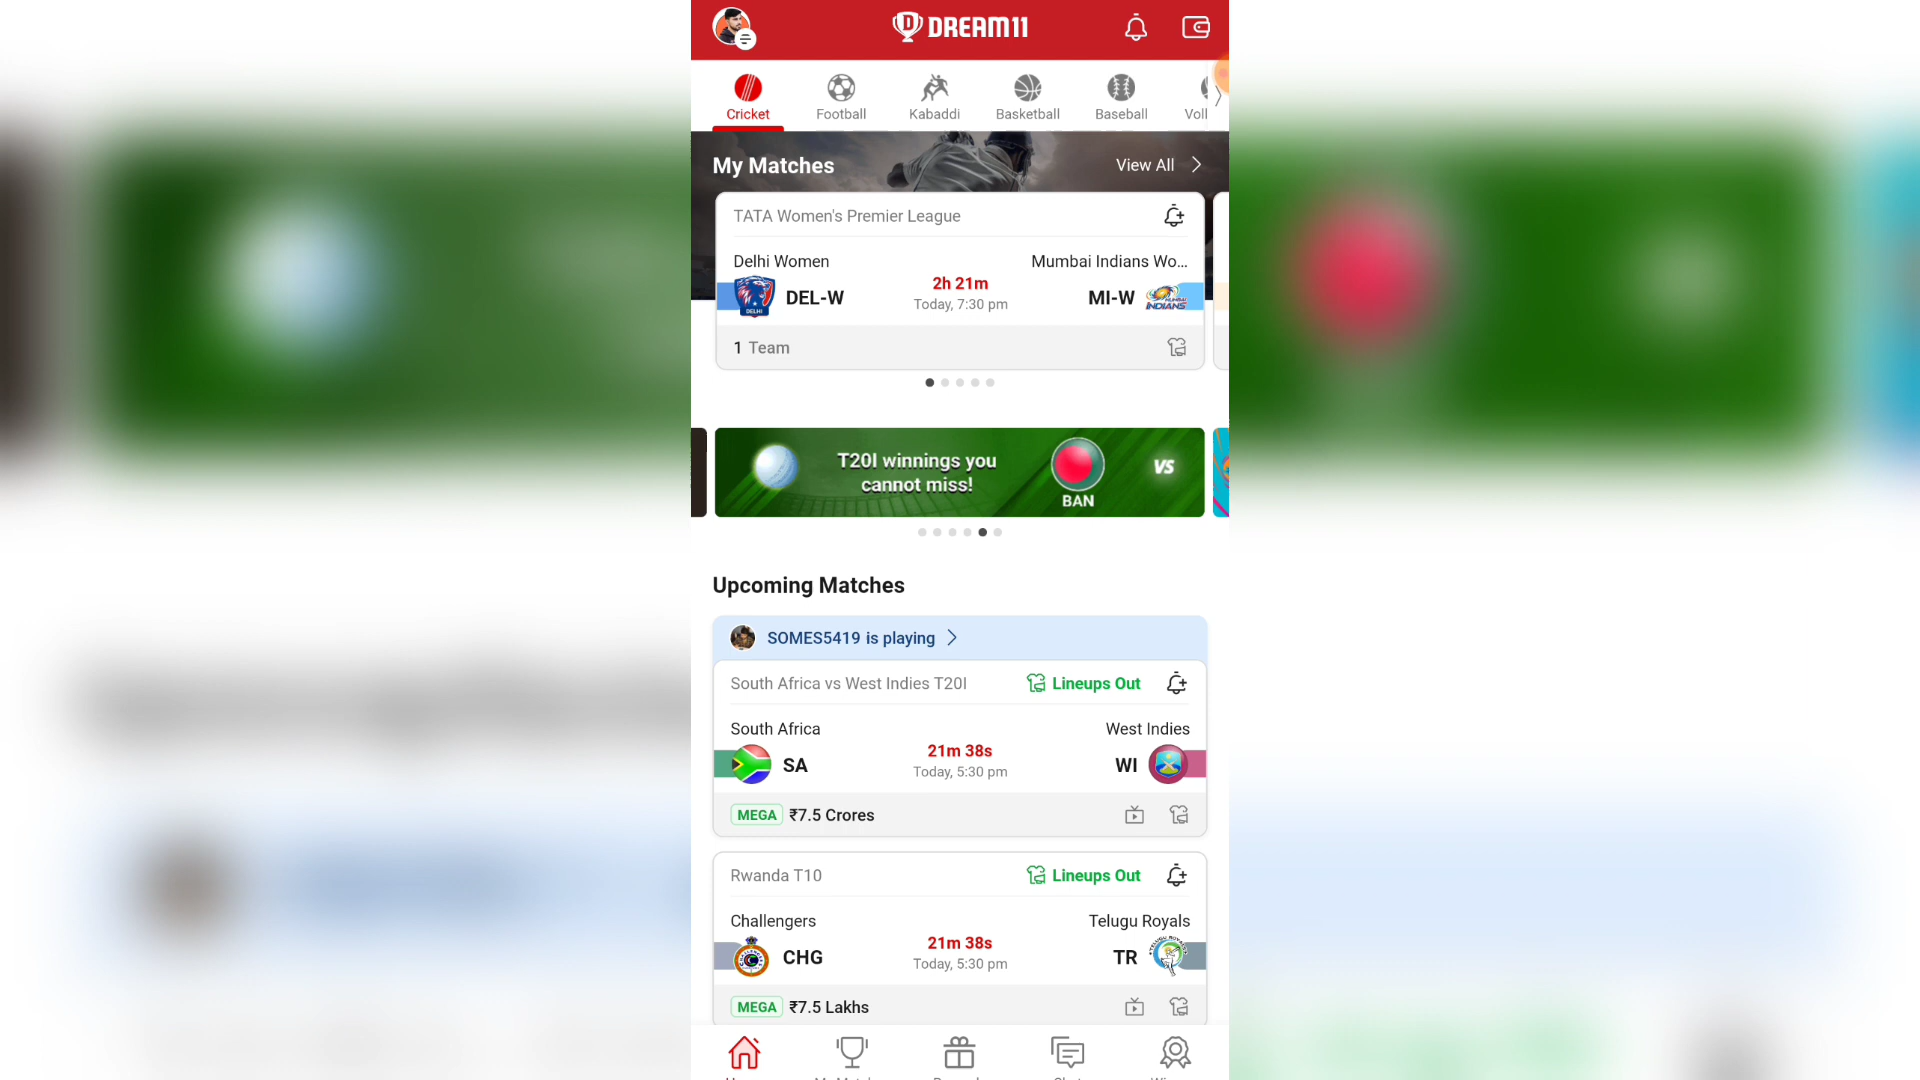 DREAM11
Cricket
Football
Kabaddi
Basketball
Baseball
Voll
My Matches
View All
TATA Women's Premier League
Delhi Women
Mumbai Indians Wo...
DEL-W
2h 21m
Today, 7:30 pm
MI-W
DELHI
MUMBAI
INDIANS
1 Team
T20I winnings you
cannot miss!
BAN
VS
Upcoming Matches
SOMES5419 is playing
South Africa vs West Indies T20I
Lineups Out
South Africa
West Indies
SA
21m 38s
Today, 5:30 pm
WI
MEGA ₹7.5 Crores
Rwanda T10
Lineups Out
Challengers
Telugu Royals
CHG
21m 38s
Today, 5:30 pm
TR
MEGA ₹7.5 Lakhs